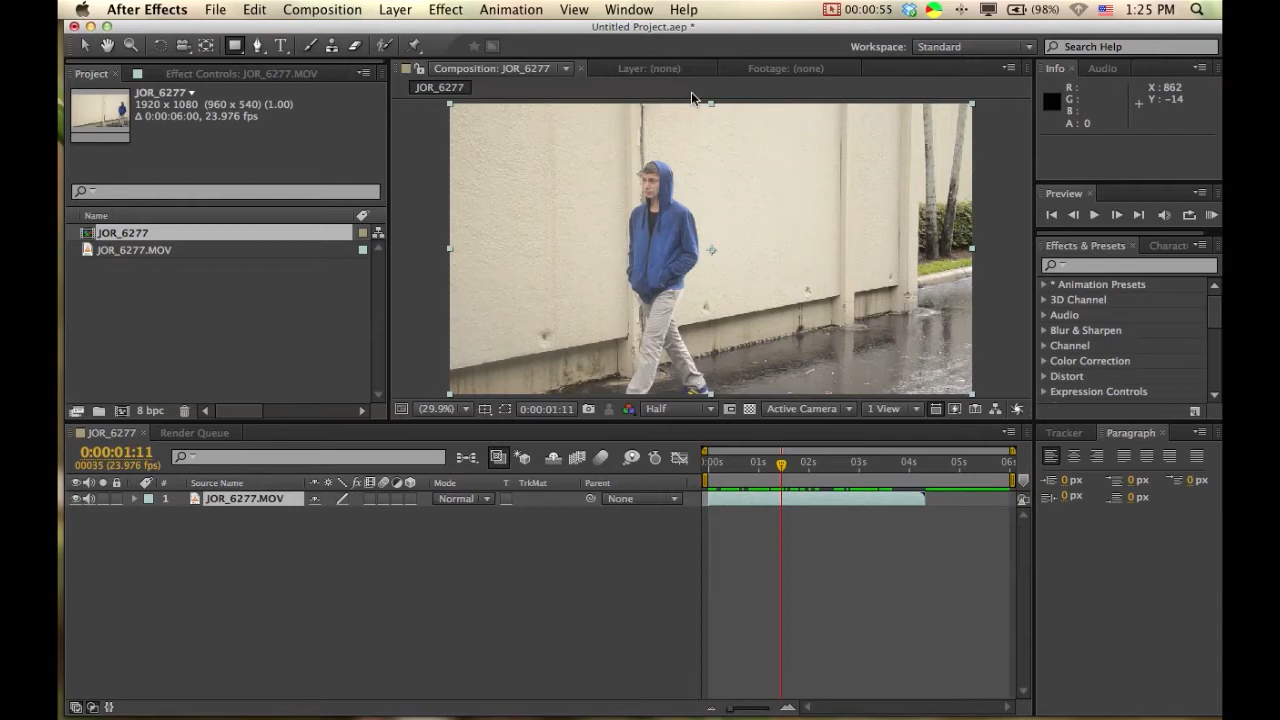 After Effects File Edit Composition Layer Effect Animation View Window Help 00:00:55 (98%) 1:25 PM
Untitled Project.aep *
Workspace: Standard Search Help
Project Effect Controls: JOR_6277.MOV Composition: JOR_6277 Layer: (none) Footage: (none) Info Audio
JOR_6277
JOR_6277
1920 x 1080 (960 x 540) (1.00)
Δ 0:00:06:00, 23.976 fps
R: X: 862
G: Y: -14
B:
A: 0
Preview
Effects & Presets Characti
Name
JOR_6277
JOR_6277.MOV
* Animation Presets
3D Channel
Audio
Blur & Sharpen
Channel
Color Correction
Distort
Expression Controls
8 bpc (29.9%) 0:00:01:11 Half Active Camera 1 View
JOR_6277 Render Queue Tracker Paragraph
0:00:01:11
00035 (23.976 fps)
):00s 01s 02s 03s 04s 05s 06s
# Source Name Mode T TrkMat Parent
1 JOR_6277.MOV Normal None
0 px 0 px 0 px
0 px 0 px